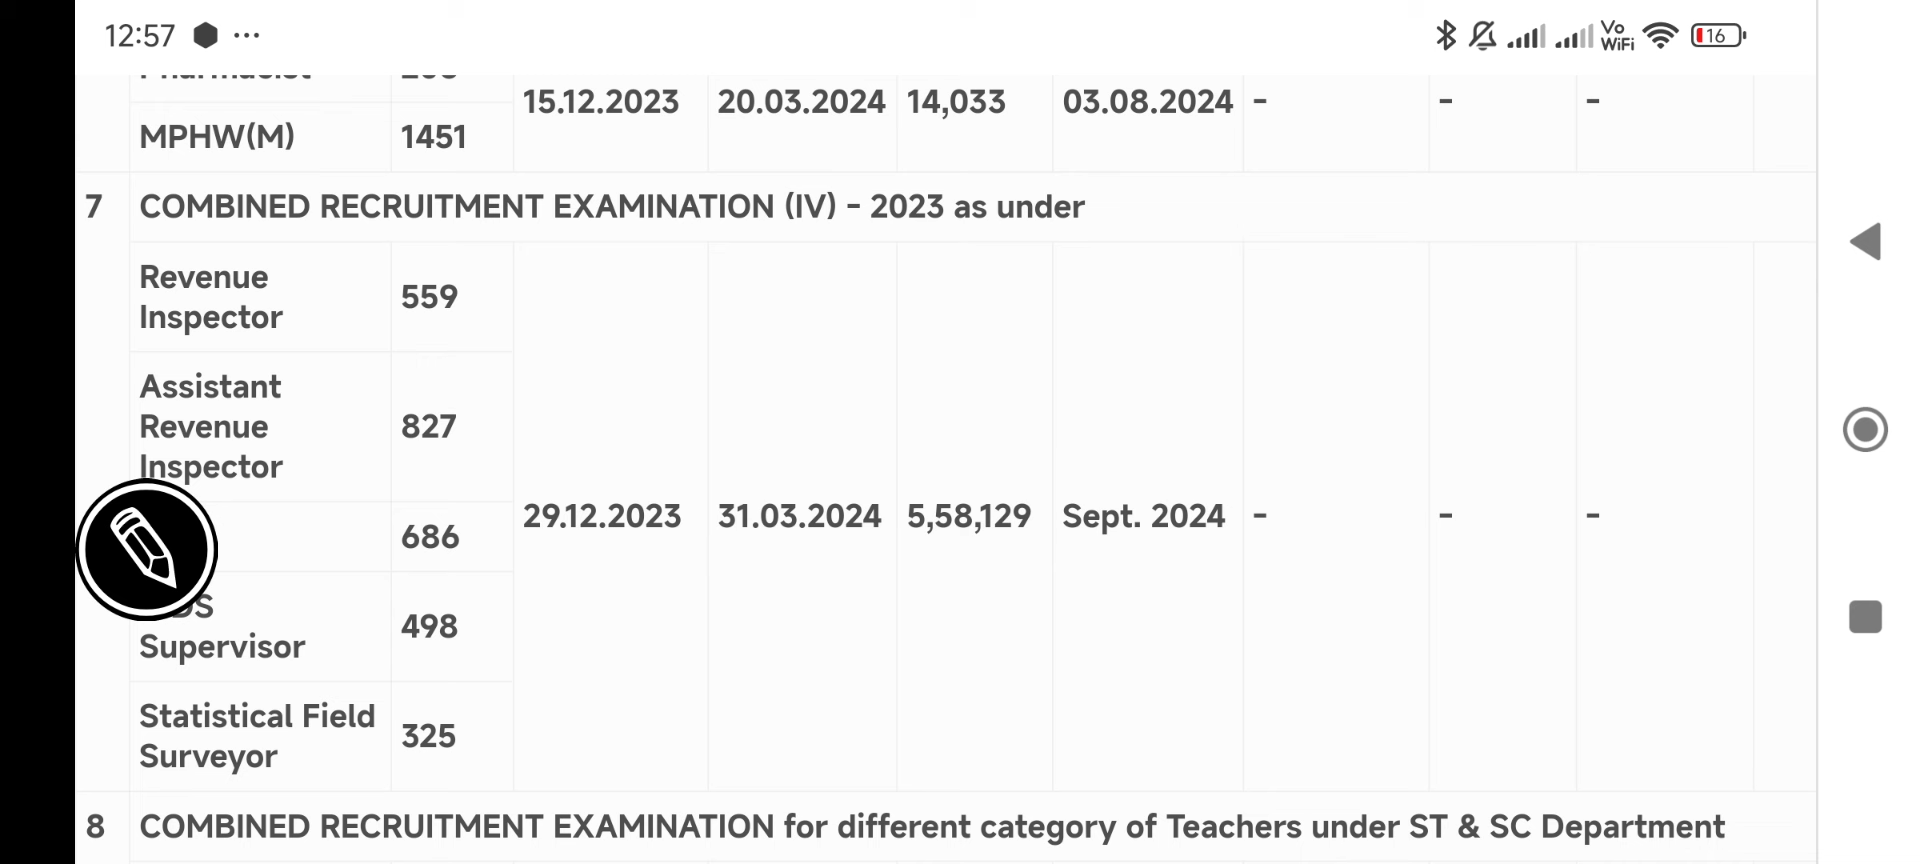 12:57
Vo
WiFi
16
MPHW(M) 1451 15.12.2023 20.03.2024 14,033 03.08.2024 - - -
7 COMBINED RECRUITMENT EXAMINATION (IV) - 2023 as under
Revenue
Inspector 559
Assistant
Revenue
Inspector 827
686
29.12.2023 31.03.2024 5,58,129 Sept. 2024 - - -
Supervisor 498
Statistical Field
Surveyor 325
8 COMBINED RECRUITMENT EXAMINATION for different category of Teachers under ST & SC Department